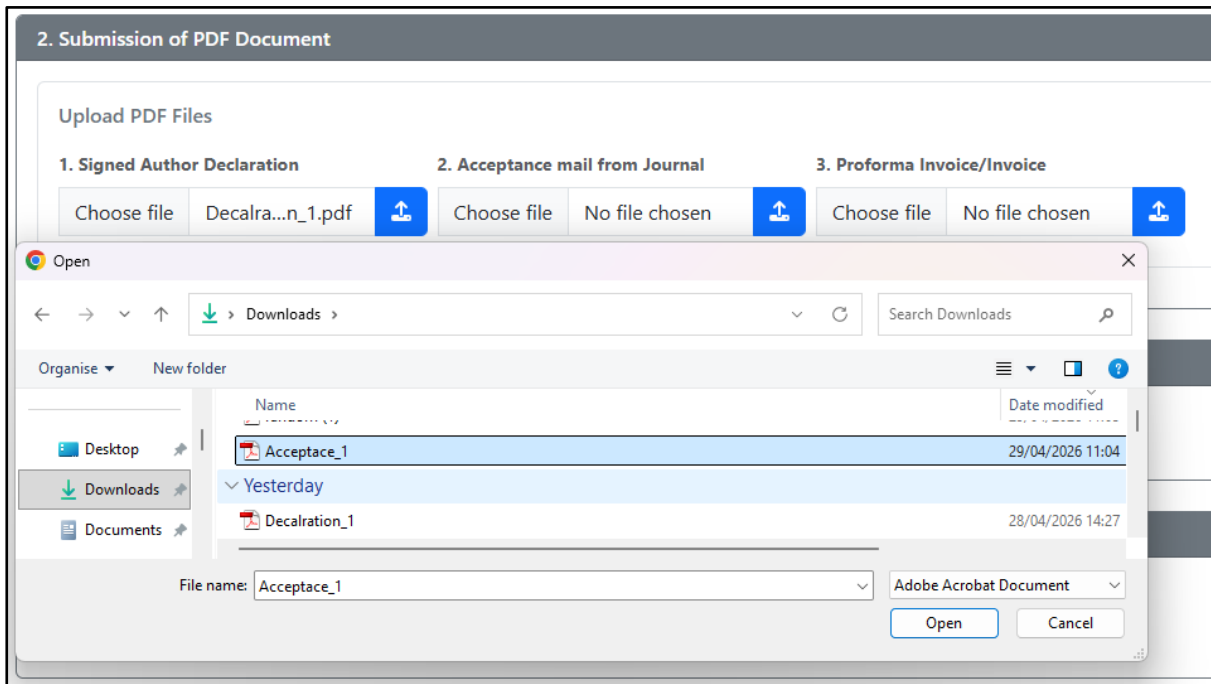 2. Submission of PDF Document
Upload PDF Files
1. Signed Author Declaration 2. Acceptance mail from Journal 3. Proforma Invoice/Invoice
Choose file Decalra...n_1.pdf Choose file No file chosen Choose file No file chosen
Open
Downloads Search Downloads
Organise New folder
Name Date modified
Desktop Acceptace_1 29/04/2026 11:04
Downloads Yesterday
Documents Decalration_1 28/04/2026 14:27
File name: Acceptace_1 Adobe Acrobat Document
Open Cancel